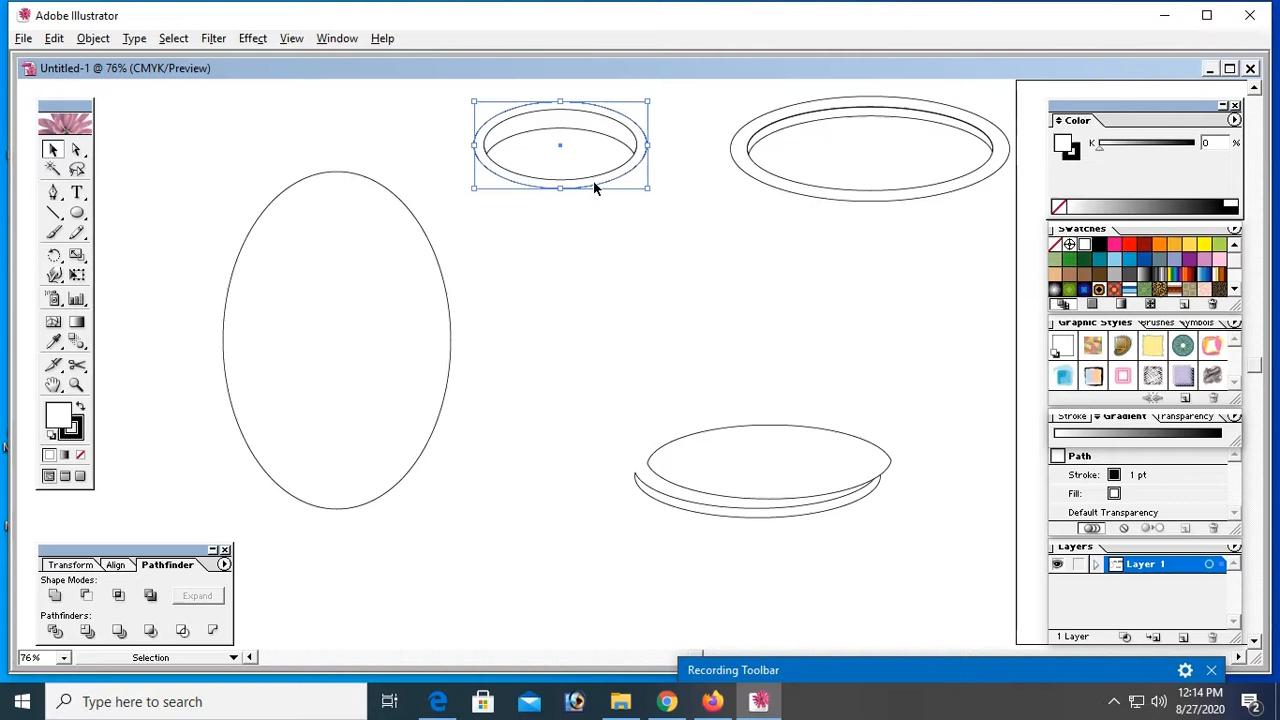 Adobe Illustrator
File Edit Object Type Select Filter Effect View Window Help
Untitled-1 @ 76% (CMYK/Preview)
Color
K 0 %
Swatches
Graphic Styles Brushes Symbols
Stroke Gradient Transparency
Path
Stroke: 1 pt
Fill:
Default Transparency
Layers
Layer 1
1 Layer
Transform Align Pathfinder
Shape Modes:
Expand
Pathfinders:
76% Selection
Recording Toolbar
Type here to search
12:14 PM
8/27/2020
2